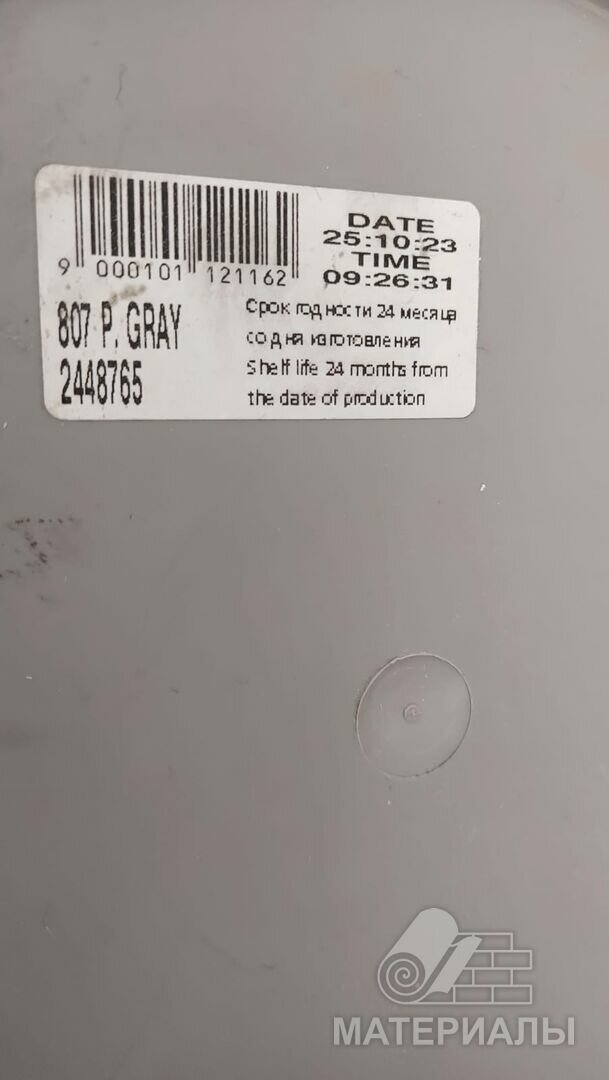 9 000101 121162
DATE
25:10:23
TIME
09:26:31
807 P. GRAY
2448765
Срок годности 24 месяца
со дня изготовления
Shelf life 24 months from
the date of production
МАТЕРИАЛЫ